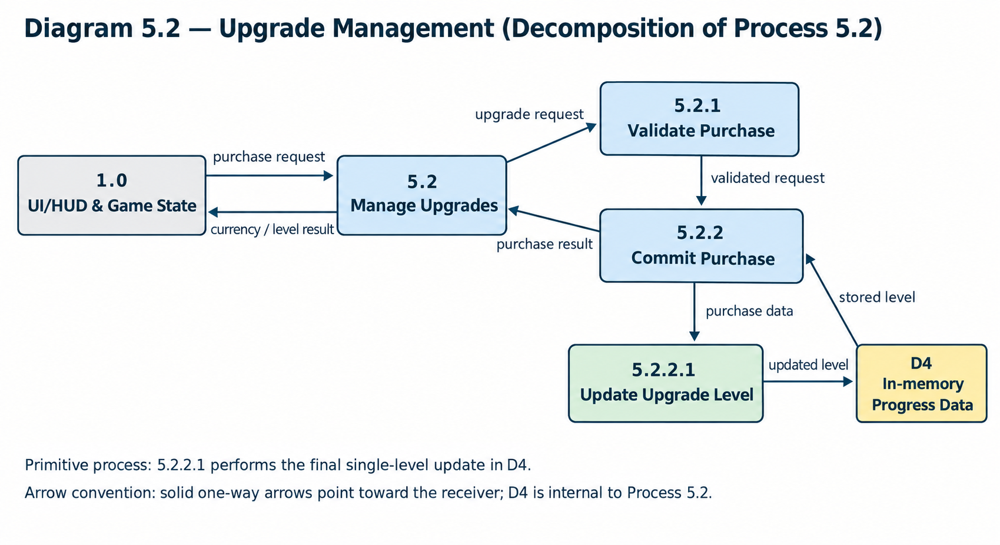 Diagram 5.2 — Upgrade Management (Decomposition of Process 5.2)
5.2.1
Validate Purchase
upgrade request
purchase request
1.0
UI/HUD & Game State
5.2
Manage Upgrades
validated request
currency / level result
purchase result
5.2.2
Commit Purchase
stored level
purchase data
5.2.2.1
Update Upgrade Level
updated level
D4
In-memory
Progress Data
Primitive process: 5.2.2.1 performs the final single-level update in D4.
Arrow convention: solid one-way arrows point toward the receiver; D4 is internal to Process 5.2.